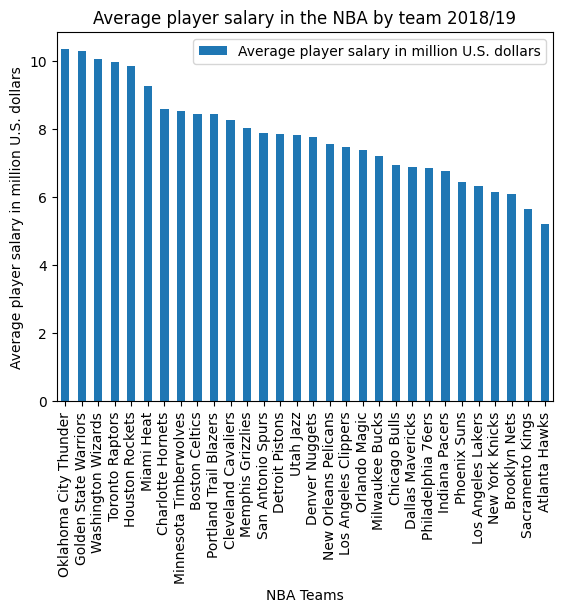 Average player salary in the NBA by team 2018/19
Average player salary in million U.S. dollars
Average player salary in million U.S. dollars
10
8
6
4
2
0
Oklahoma City Thunder
Golden State Warriors
Washington Wizards
Toronto Raptors
Houston Rockets
Miami Heat
Charlotte Hornets
Minnesota Timberwolves
Boston Celtics
Portland Trail Blazers
Cleveland Cavaliers
Memphis Grizzlies
San Antonio Spurs
Detroit Pistons
Utah Jazz
Denver Nuggets
New Orleans Pelicans
Los Angeles Clippers
Orlando Magic
Milwaukee Bucks
Chicago Bulls
Dallas Mavericks
Philadelphia 76ers
Indiana Pacers
Phoenix Suns
Los Angeles Lakers
New York Knicks
Brooklyn Nets
Sacramento Kings
Atlanta Hawks
NBA Teams